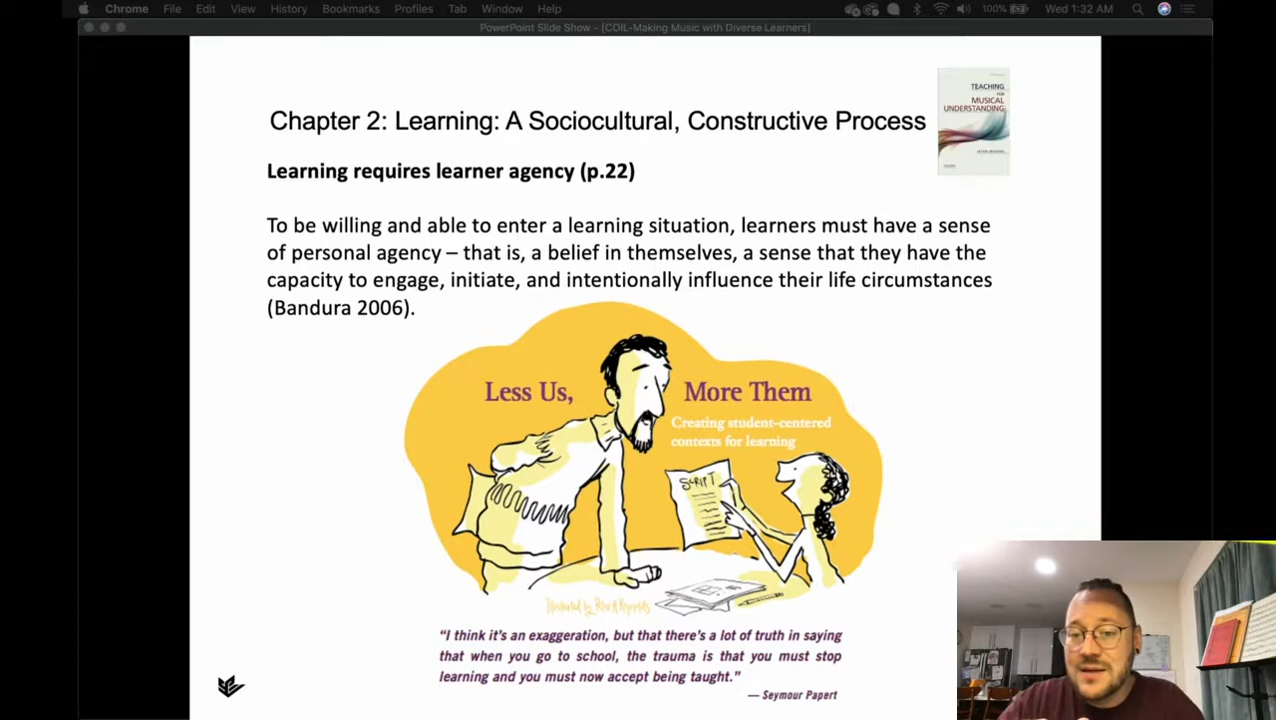 Chrome File Edit View History Bookmarks Profiles Tab Window Help 100% Wed 1:32 AM
PowerPoint Slide Show - [COIL-Making Music with Diverse Learners]
TEACHING
FOR
MUSICAL
UNDERSTANDING
Chapter 2: Learning: A Sociocultural, Constructive Process
Learning requires learner agency (p.22)
To be willing and able to enter a learning situation, learners must have a sense
of personal agency – that is, a belief in themselves, a sense that they have the
capacity to engage, initiate, and intentionally influence their life circumstances
(Bandura 2006).
Less Us, More Them
Creating student-centered
contexts for learning
SCRIPT
Illustrated by Peter H. Reynolds
“I think it’s an exaggeration, but that there’s a lot of truth in saying
that when you go to school, the trauma is that you must stop
learning and you must now accept being taught.”
— Seymour Papert